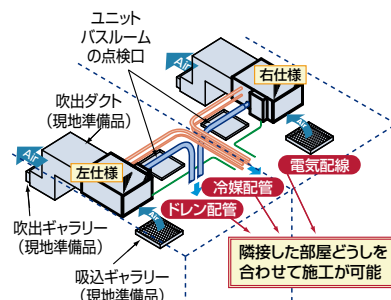 ユニット
バスルーム
の点検口
右仕様
Air
吹出ダクト
(現地準備品)
Air
Air
左仕様
電気配線
冷媒配管
ドレン配管
Air
吹出ギャラリー
(現地準備品)
吸込ギャラリー
(現地準備品)
隣接した部屋どうしを
合わせて施工が可能